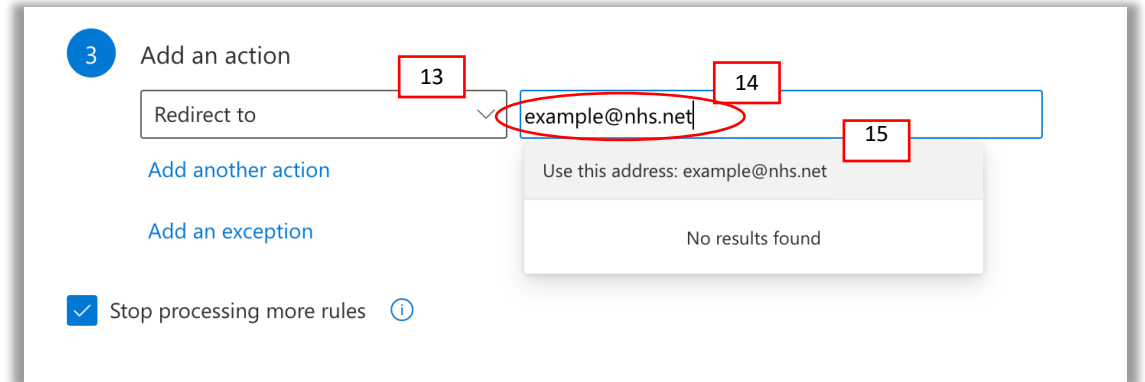 3 Add an action
13
14
Redirect to
example@nhs.net
15
Add another action
Use this address: example@nhs.net
Add an exception
No results found
Stop processing more rules